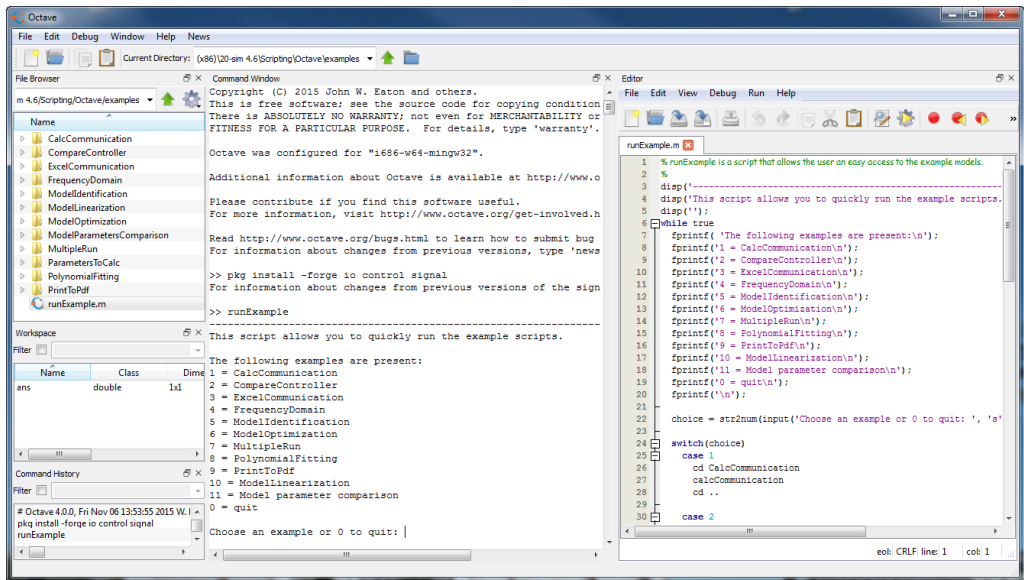 Octave
File Edit Debug Window Help News
Current Directory: (x86)\20-sim 4.6\Scripting\Octave\examples
File Browser
m 4.6/Scripting/Octave/examples
Name
CalcCommunication
CompareController
ExcelCommunication
FrequencyDomain
ModelIdentification
ModelLinearization
ModelOptimization
ModelParametersComparison
MultipleRun
ParametersToCalc
PolynomialFitting
PrintToPdf
runExample.m
Workspace
Filter
Name Class Dime
ans double 1x1
Command History
Filter
# Octave 4.0.0, Fri Nov 06 13:53:55 2015 W. I
pkg install -forge io control signal
runExample
Command Window
Copyright (C) 2015 John W. Eaton and others.
This is free software; see the source code for copying condition
There is ABSOLUTELY NO WARRANTY; not even for MERCHANTABILITY or
FITNESS FOR A PARTICULAR PURPOSE.  For details, type 'warranty'.
Octave was configured for "i686-w64-mingw32".
Additional information about Octave is available at http://www.o
Please contribute if you find this software useful.
For more information, visit http://www.octave.org/get-involved.h
Read http://www.octave.org/bugs.html to learn how to submit bug
For information about changes from previous versions, type 'news
>> pkg install -forge io control signal
For information about changes from previous versions of the sign
>> runExample
----------------------------------------------------------------
This script allows you to quickly run the example scripts.
The following examples are present:
1 = CalcCommunication
2 = CompareController
3 = ExcelCommunication
4 = FrequencyDomain
5 = ModelIdentification
6 = ModelOptimization
7 = MultipleRun
8 = PolynomialFitting
9 = PrintToPdf
10 = ModelLinearization
11 = Model parameter comparison
0 = quit
Choose an example or 0 to quit:
Editor
File Edit View Debug Run Help
»
runExample.m
1 % runExample is a script that allows the user an easy access to the example models.
2 %
3 disp('--------------------------------------------------
4 disp('This script allows you to quickly run the example scripts.
5 disp('');
6 while true
7 fprintf( 'The following examples are present:\n');
8 fprintf('1 = CalcCommunication\n');
9 fprintf('2 = CompareController\n');
10 fprintf('3 = ExcelCommunication\n');
11 fprintf('4 = FrequencyDomain\n');
12 fprintf('5 = ModelIdentification\n');
13 fprintf('6 = ModelOptimization\n');
14 fprintf('7 = MultipleRun\n');
15 fprintf('8 = PolynomialFitting\n');
16 fprintf('9 = PrintToPdf\n');
17 fprintf('10 = ModelLinearization\n');
18 fprintf('11 = Model parameter comparison\n');
19 fprintf('0 = quit\n');
20 fprintf('\n');
21
22 choice = str2num(input('Choose an example or 0 to quit: ', 's'
23
24 switch(choice)
25 case 1
26 cd CalcCommunication
27 calcCommunication
28 cd ..
29
30 case 2
eol: CRLF line: 1 col: 1